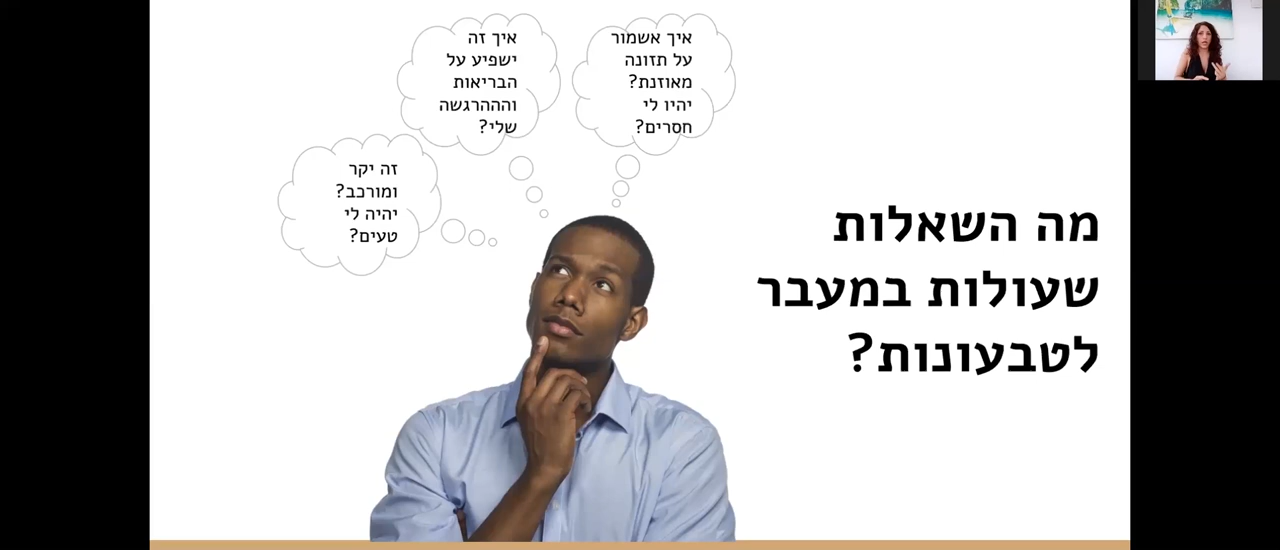 מה השאלות
שעולות במעבר
לטבעונות?
איך אשמור
על תזונה
מאוזנת?
יהיו לי
חסרים?
איך זה
ישפיע על
הבריאות
והההרגשה
שלי?
זה יקר
ומורכב?
יהיה לי
טעים?